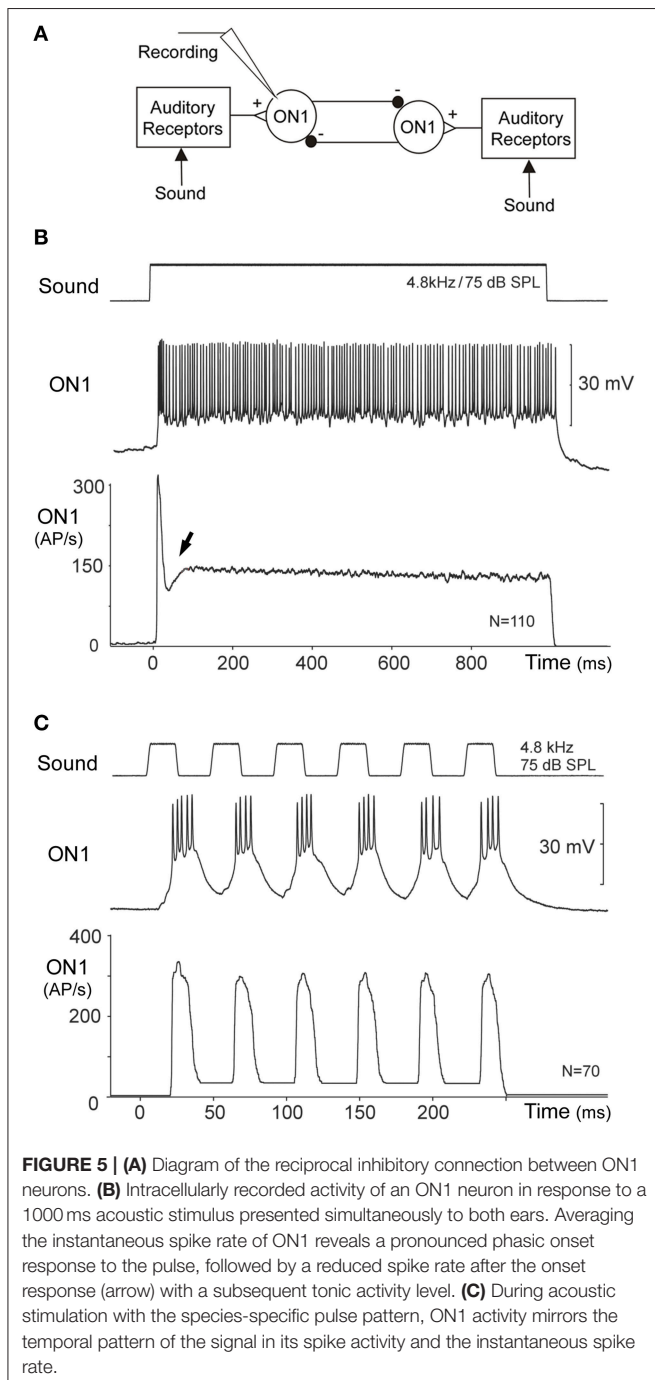 A
Recording
+
-
+
-
Auditory
Receptors
ON1
ON1
Auditory
Receptors
Sound
Sound
B
Sound
4.8kHz/75 dB SPL
ON1
30 mV
300
ON1
(AP/s)
150
N=110
0
0 200 400 600 800 Time (ms)
C
Sound
4.8 kHz
75 dB SPL
ON1
30 mV
400
ON1
(AP/s)
200
N=70
0
0 50 100 150 200 Time (ms)
FIGURE 5 | (A) Diagram of the reciprocal inhibitory connection between ON1
neurons. (B) Intracellularly recorded activity of an ON1 neuron in response to a
1000 ms acoustic stimulus presented simultaneously to both ears. Averaging
the instantaneous spike rate of ON1 reveals a pronounced phasic onset
response to the pulse, followed by a reduced spike rate after the onset
response (arrow) with a subsequent tonic activity level. (C) During acoustic
stimulation with the species-specific pulse pattern, ON1 activity mirrors the
temporal pattern of the signal in its spike activity and the instantaneous spike
rate.